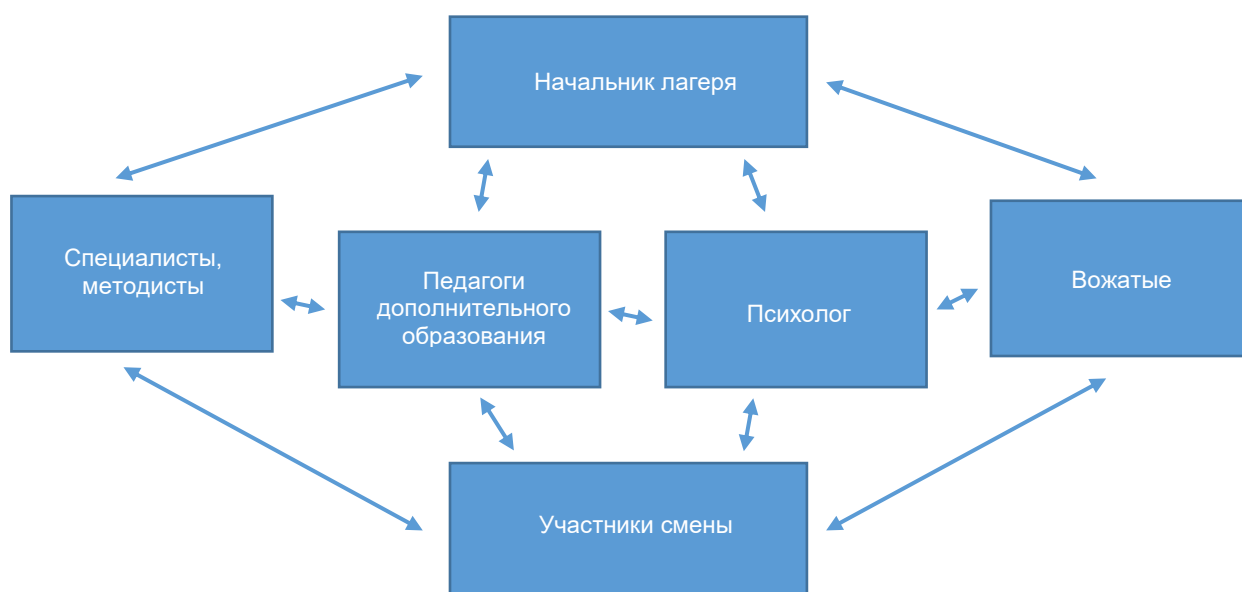 Начальник лагеря
Специалисты,
методисты
Педагоги
дополнительного
образования
Психолог
Вожатые
Участники смены